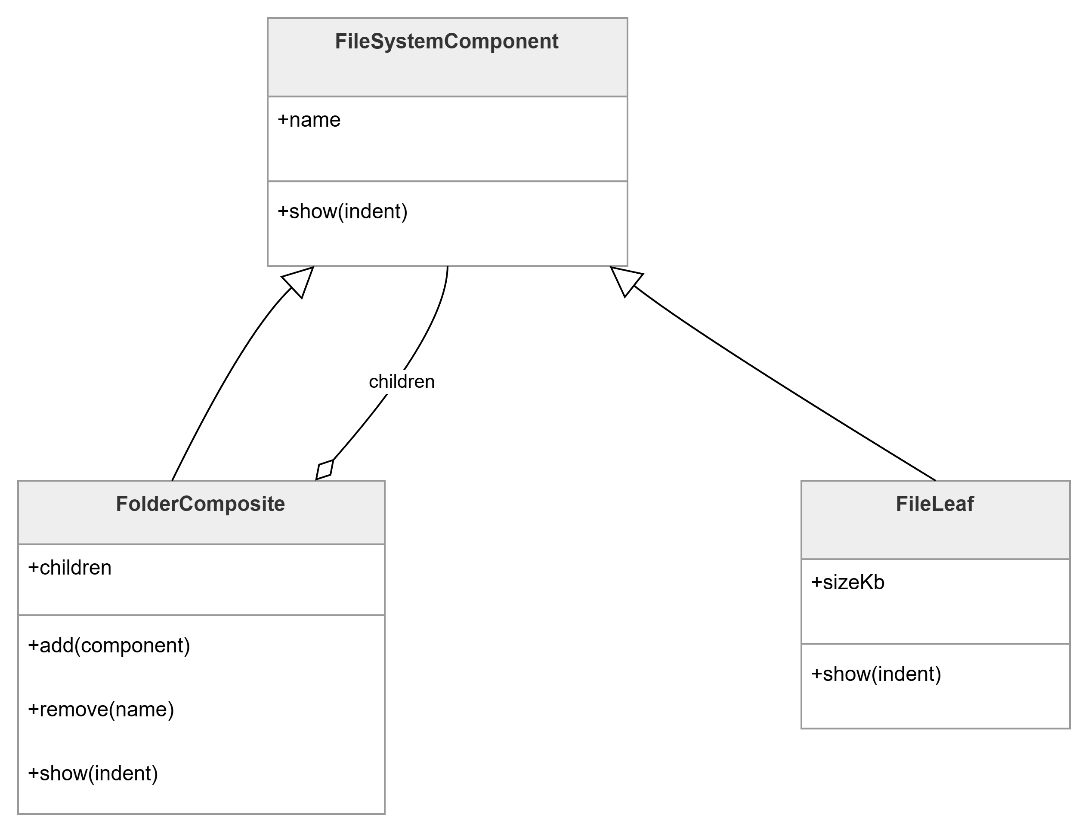 FileSystemComponent
+name
+show(indent)
children
FolderComposite
+children
+add(component)
+remove(name)
+show(indent)
FileLeaf
+sizeKb
+show(indent)